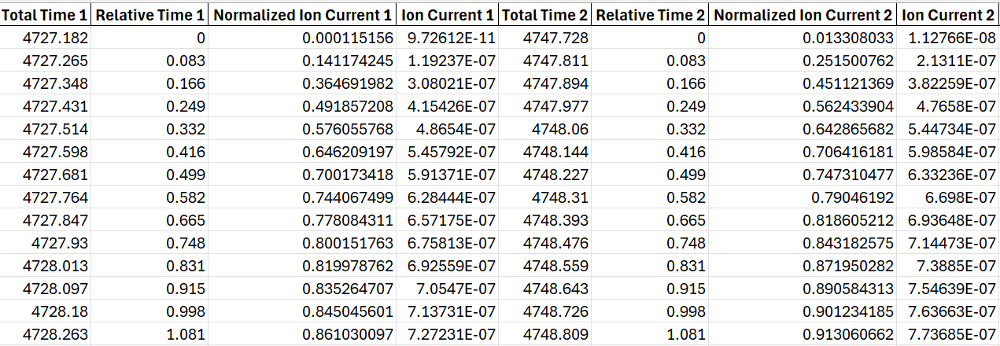 Total Time 1 Relative Time 1 Normalized Ion Current 1 Ion Current 1 Total Time 2 Relative Time 2 Normalized Ion Current 2 Ion Current 2
4727.182 0 0.000115156 9.72612E-11 4747.728 0 0.013308033 1.12766E-08
4727.265 0.083 0.141174245 1.19237E-07 4747.811 0.083 0.251500762 2.1311E-07
4727.348 0.166 0.364691982 3.08021E-07 4747.894 0.166 0.451121369 3.82259E-07
4727.431 0.249 0.491857208 4.15426E-07 4747.977 0.249 0.562433904 4.7658E-07
4727.514 0.332 0.576055768 4.8654E-07 4748.06 0.332 0.642865682 5.44734E-07
4727.598 0.416 0.646209197 5.45792E-07 4748.144 0.416 0.706416181 5.98584E-07
4727.681 0.499 0.700173418 5.91371E-07 4748.227 0.499 0.747310477 6.33236E-07
4727.764 0.582 0.744067499 6.28444E-07 4748.31 0.582 0.79046192 6.698E-07
4727.847 0.665 0.778084311 6.57175E-07 4748.393 0.665 0.818605212 6.93648E-07
4727.93 0.748 0.800151763 6.75813E-07 4748.476 0.748 0.843182575 7.14473E-07
4728.013 0.831 0.819978762 6.92559E-07 4748.559 0.831 0.871950282 7.3885E-07
4728.097 0.915 0.835264707 7.0547E-07 4748.643 0.915 0.890584313 7.54639E-07
4728.18 0.998 0.845045601 7.13731E-07 4748.726 0.998 0.901234185 7.63663E-07
4728.263 1.081 0.861030097 7.27231E-07 4748.809 1.081 0.913060662 7.73685E-07